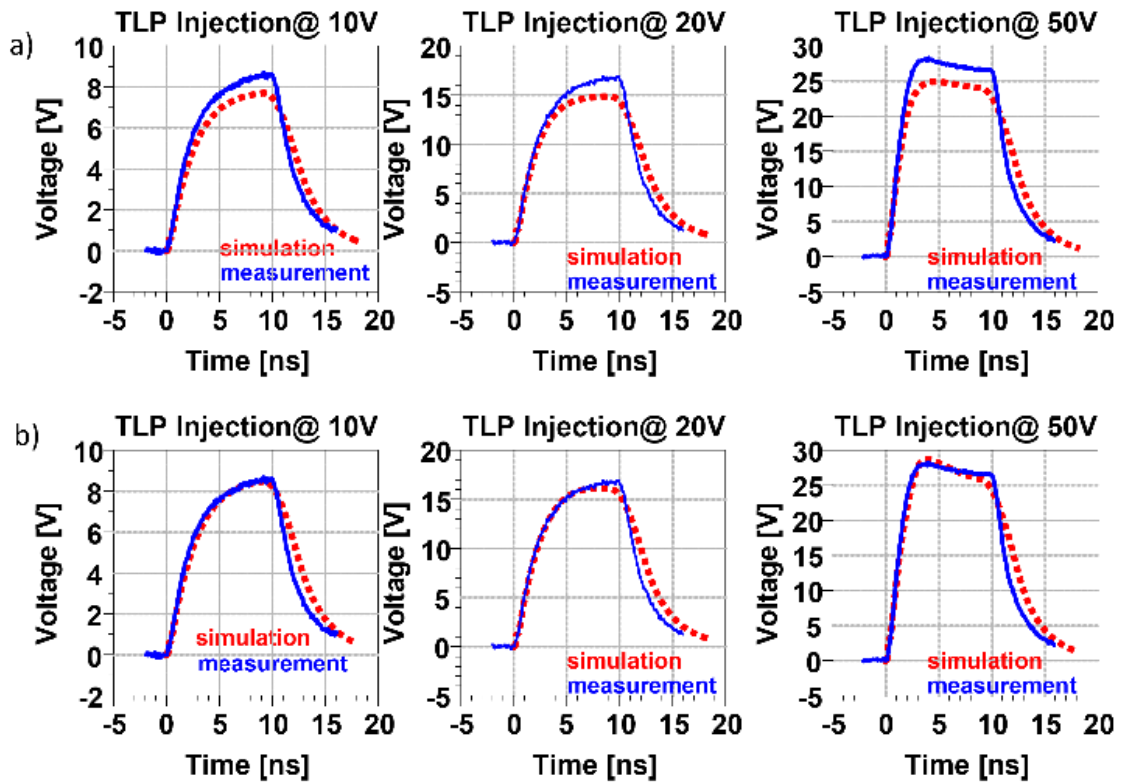 a)
TLP Injection@ 10V
Voltage [V]
10
8
6
4
2
0
-2
simulation
measurement
-5 0 5 10 15 20
Time [ns]
TLP Injection@ 20V
Voltage [V]
20
15
10
5
0
-5
simulation
measurement
-5 0 5 10 15 20
Time [ns]
TLP Injection@ 50V
Voltage [V]
30
25
20
15
10
5
0
-5
simulation
measurement
-5 0 5 10 15 20
Time [ns]
b)
TLP Injection@ 10V
Voltage [V]
10
8
6
4
2
0
-2
simulation
measurement
-5 0 5 10 15 20
Time [ns]
TLP Injection@ 20V
Voltage [V]
20
15
10
5
0
-5
simulation
measurement
-5 0 5 10 15 20
Time [ns]
TLP Injection@ 50V
Voltage [V]
30
25
20
15
10
5
0
-5
simulation
measurement
-5 0 5 10 15 20
Time [ns]